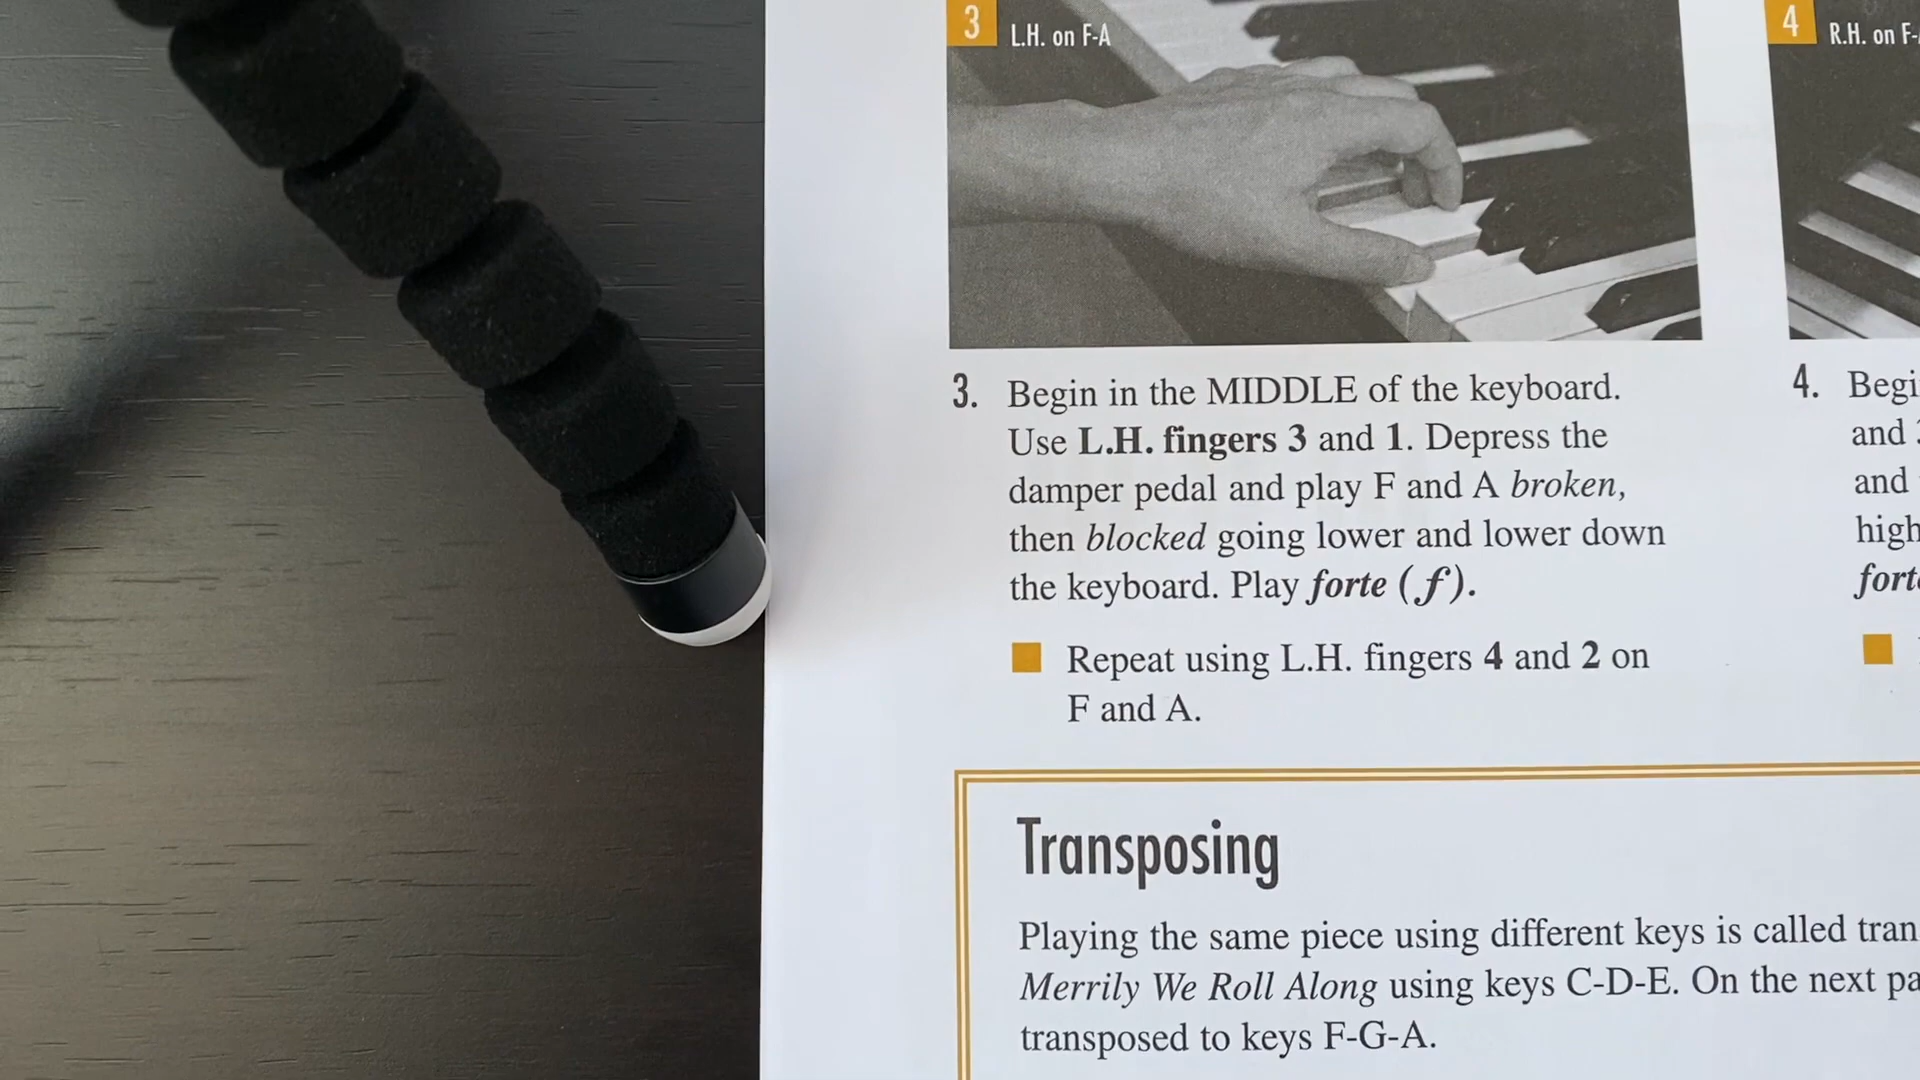 3 L.H. on F-A
3. Begin in the MIDDLE of the keyboard.
Use L.H. fingers 3 and 1. Depress the
damper pedal and play F and A broken,
then blocked going lower and lower down
the keyboard. Play forte (f).
Repeat using L.H. fingers 4 and 2 on
F and A.
4 R.H. on F-
4. Begi
and
and
high
fort
Transposing
Playing the same piece using different keys is called tran
Merrily We Roll Along using keys C-D-E. On the next pa
transposed to keys F-G-A.